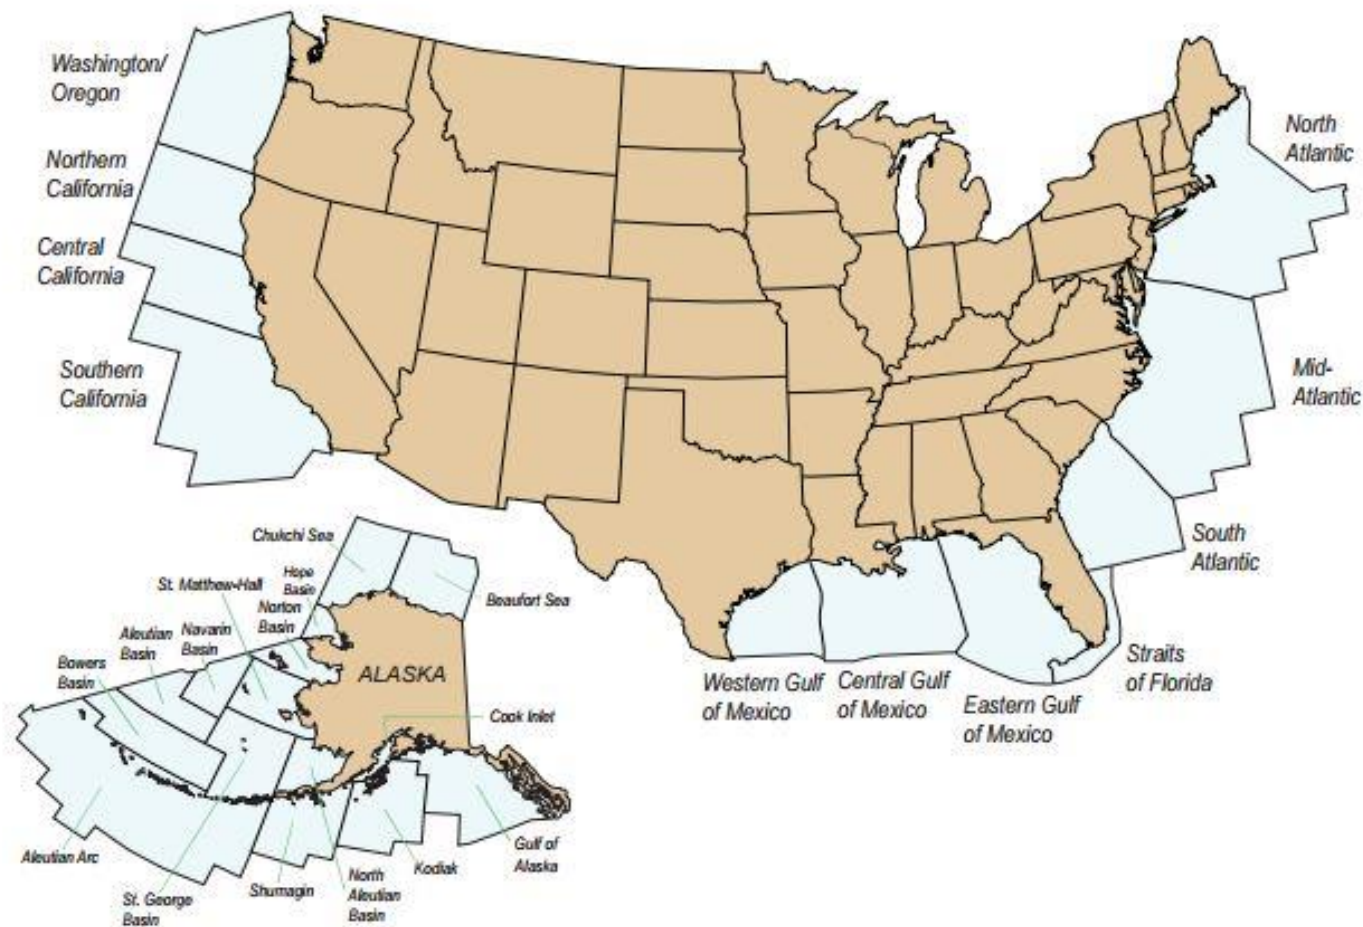 Washington/
Oregon
Northern
California
Central
California
Southern
California
North
Atlantic
Mid-
Atlantic
South
Atlantic
Straits
of Florida
Western Gulf
of Mexico
Central Gulf
of Mexico
Eastern Gulf
of Mexico
Chukchi Sea
Beaufort Sea
Hope
Basin
St. Matthew-Hall
Norton
Basin
Navarin
Basin
Aleutian
Basin
Bowers
Basin
ALASKA
Cook Inlet
Aleutian Arc
St. George
Basin
Shumagin
North
Aleutian
Basin
Kodiak
Gulf of
Alaska